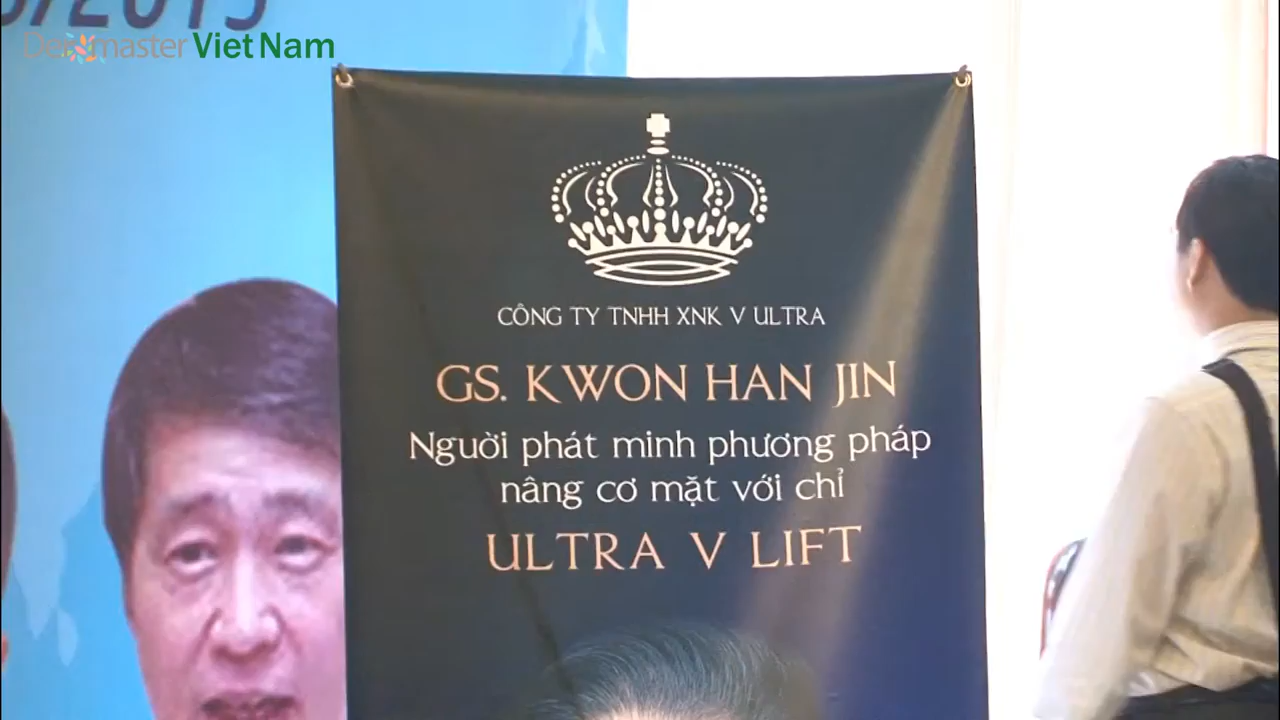 Dermaster Viet Nam
CÔNG TY TNHH XNK V ULTRA
GS. KWON HAN JIN
Người phát minh phương pháp
nâng cơ mặt với chỉ
ULTRA V LIFT